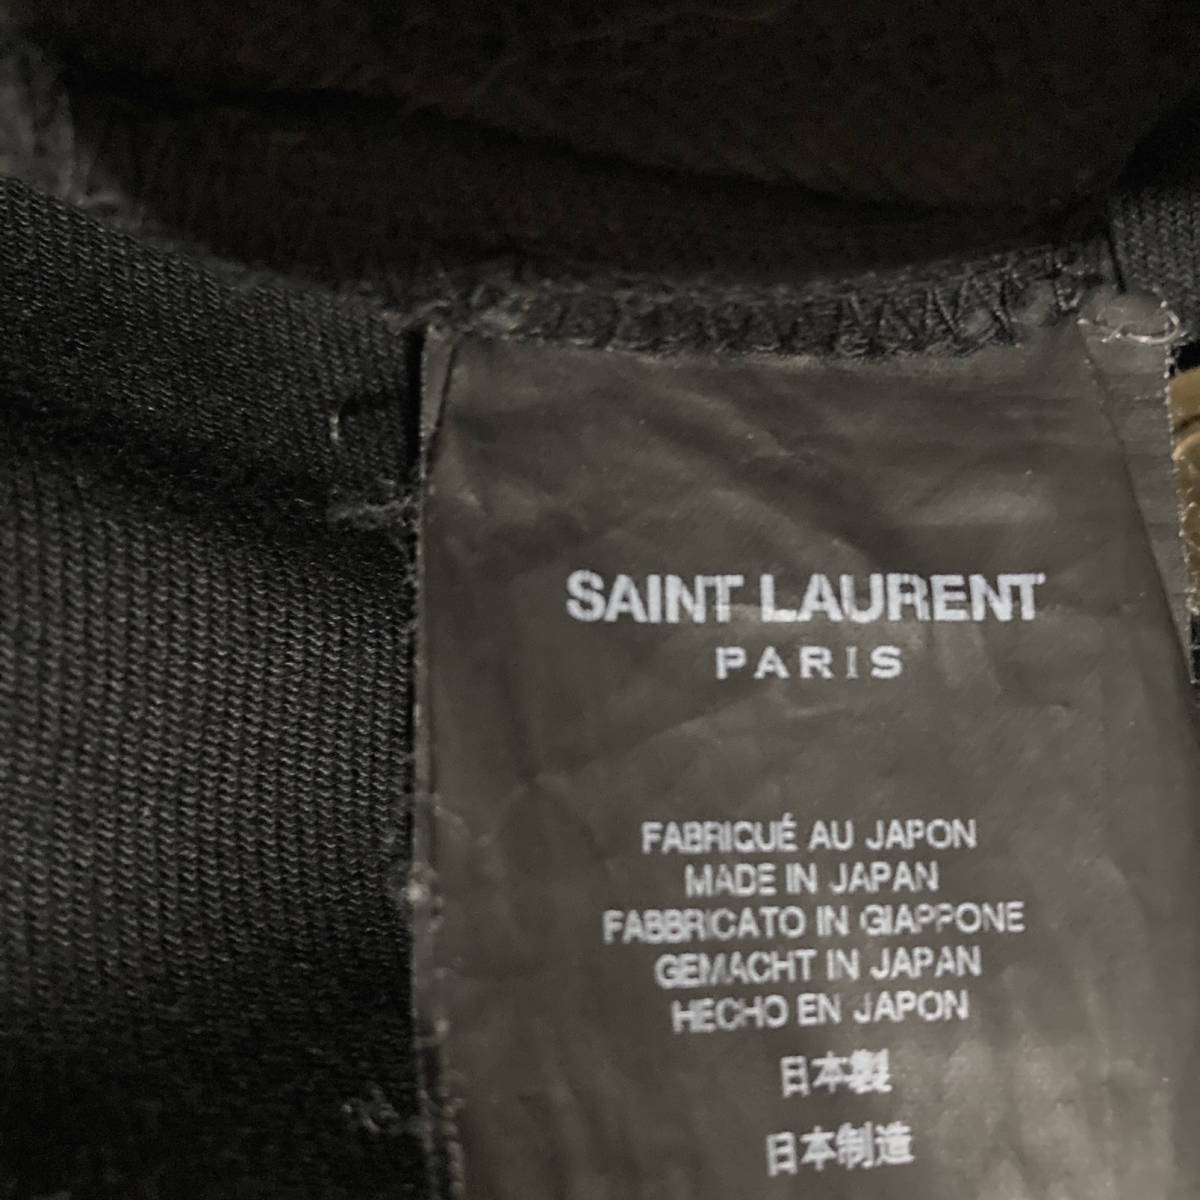 SAINT LAURENT
PARIS
FABRIQUÉ AU JAPON
MADE IN JAPAN
FABBRICATO IN GIAPPONE
GEMACHT IN JAPAN
HECHO EN JAPON
日本製
日本制造